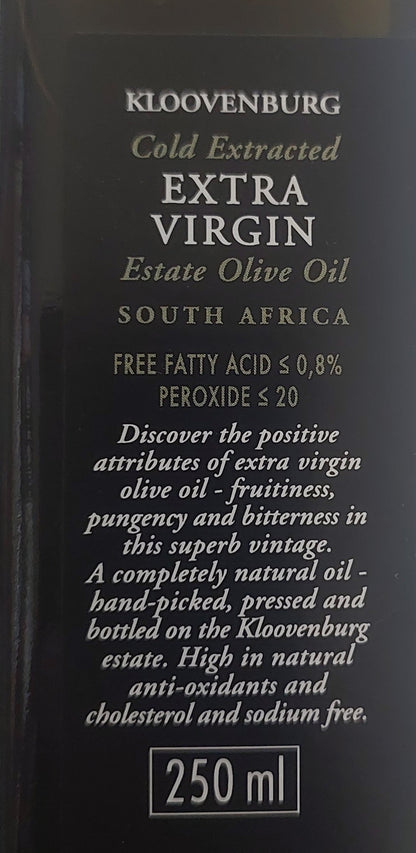 KLOOVENBURG
Cold Extracted
EXTRA
VIRGIN
Estate Olive Oil
SOUTH AFRICA
FREE FATTY ACID ≤ 0,8%
PEROXIDE ≤ 20
Discover the positive
attributes of extra virgin
olive oil - fruitiness,
pungency and bitterness in
this superb vintage.
A completely natural oil -
hand-picked, pressed and
bottled on the Kloovenburg
estate. High in natural
anti-oxidants and
cholesterol and sodium free.
250 ml